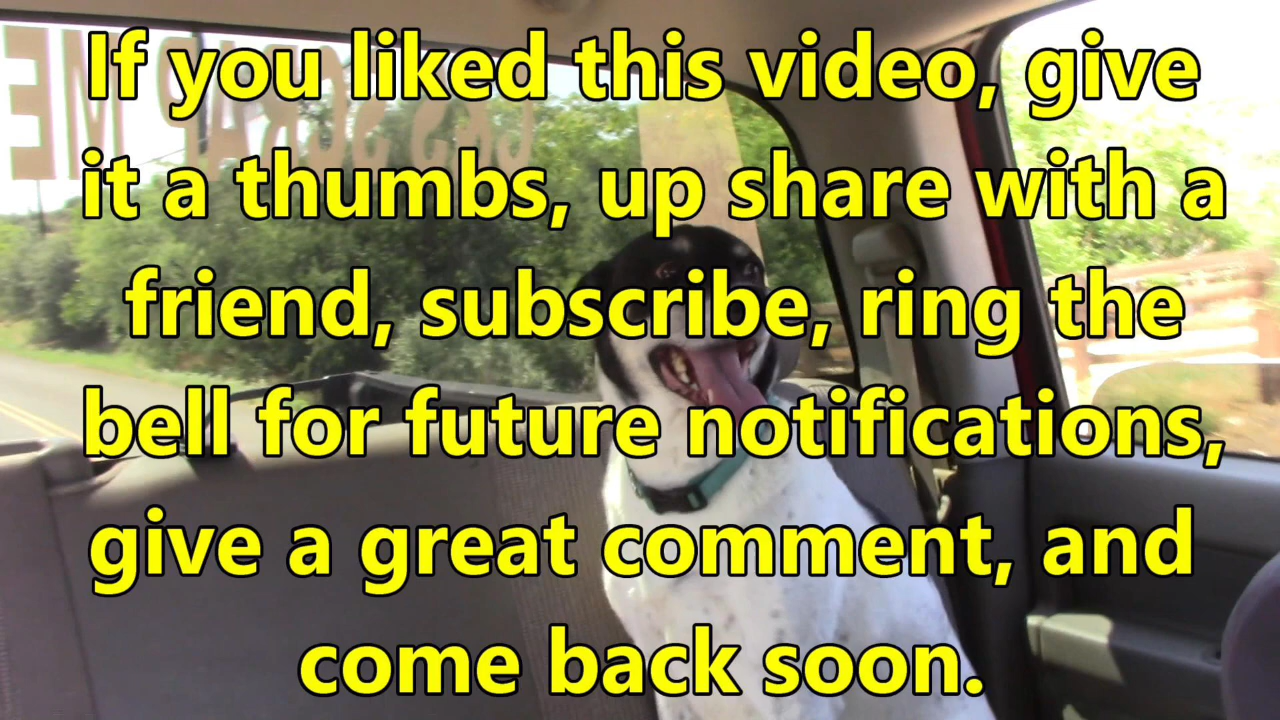 If you liked this video, give
it a thumbs, up share with a
friend, subscribe, ring the
bell for future notifications,
give a great comment, and
come back soon.